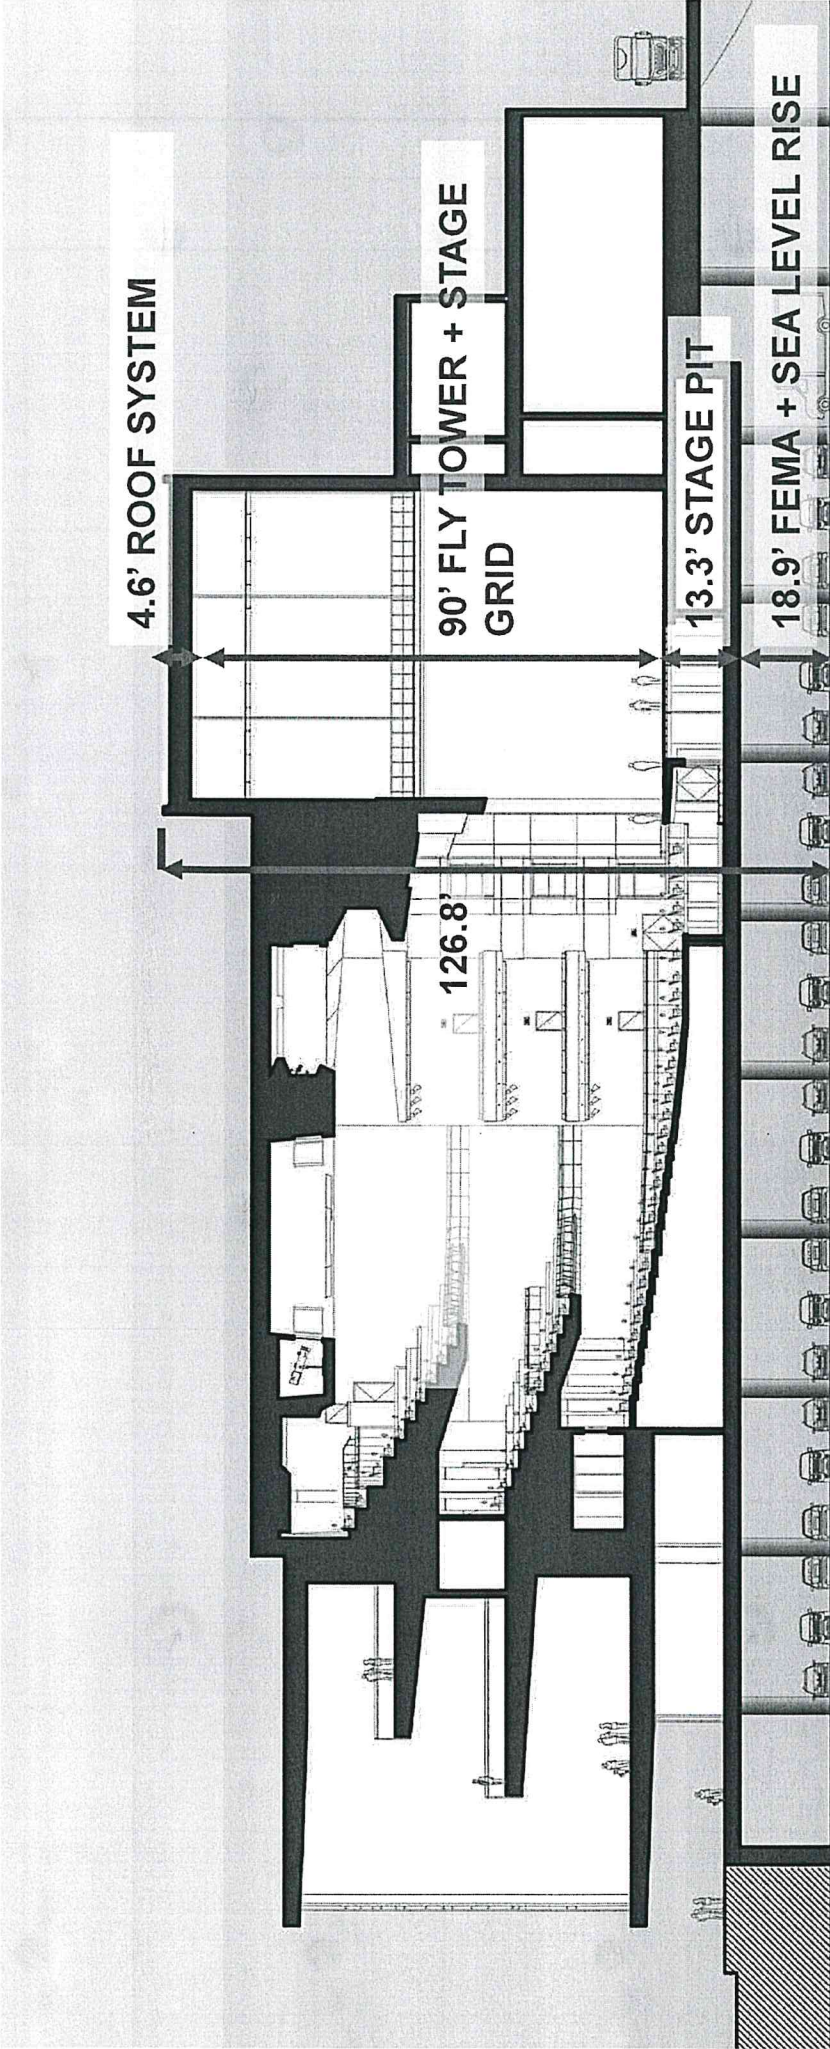 4.6' ROOF SYSTEM
90' FLY TOWER + STAGE
GRID
13.3' STAGE PIT
18.9' FEMA + SEA LEVEL RISE
126.8'